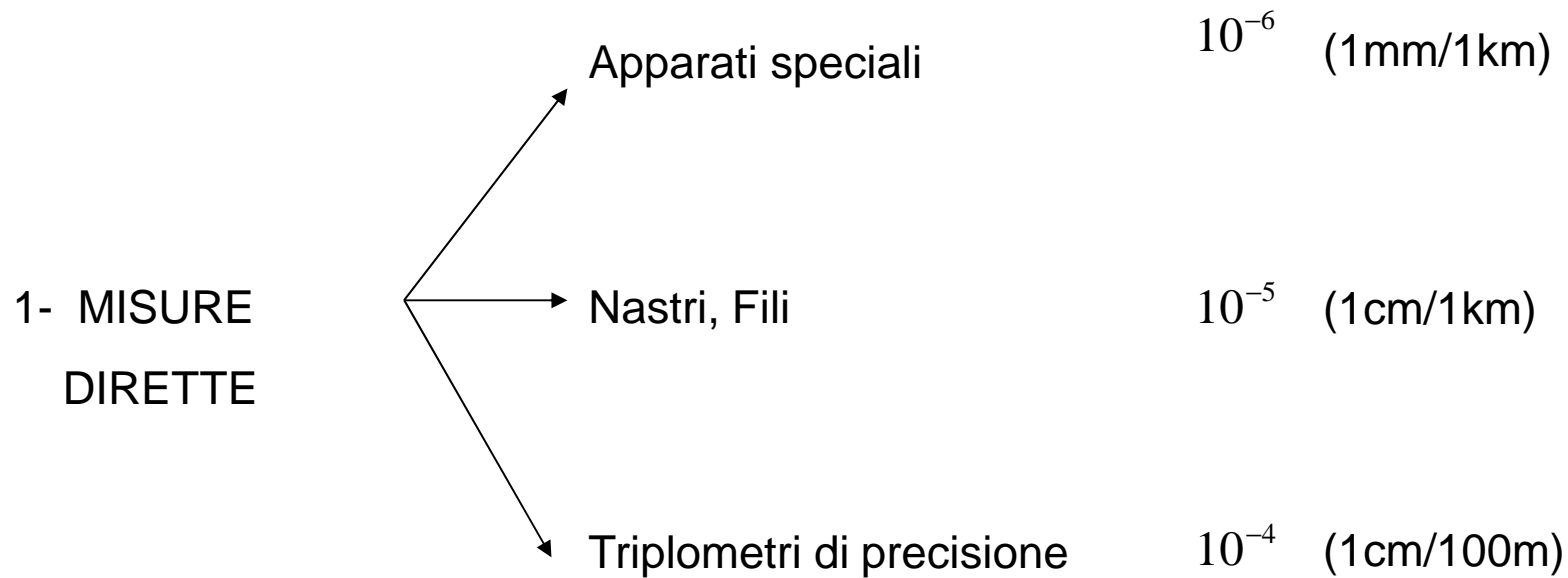 Apparati speciali 10⁻⁶ (1mm/1km)
1- MISURE
DIRETTE
Nastri, Fili 10⁻⁵ (1cm/1km)
Triplometri di precisione 10⁻⁴ (1cm/100m)